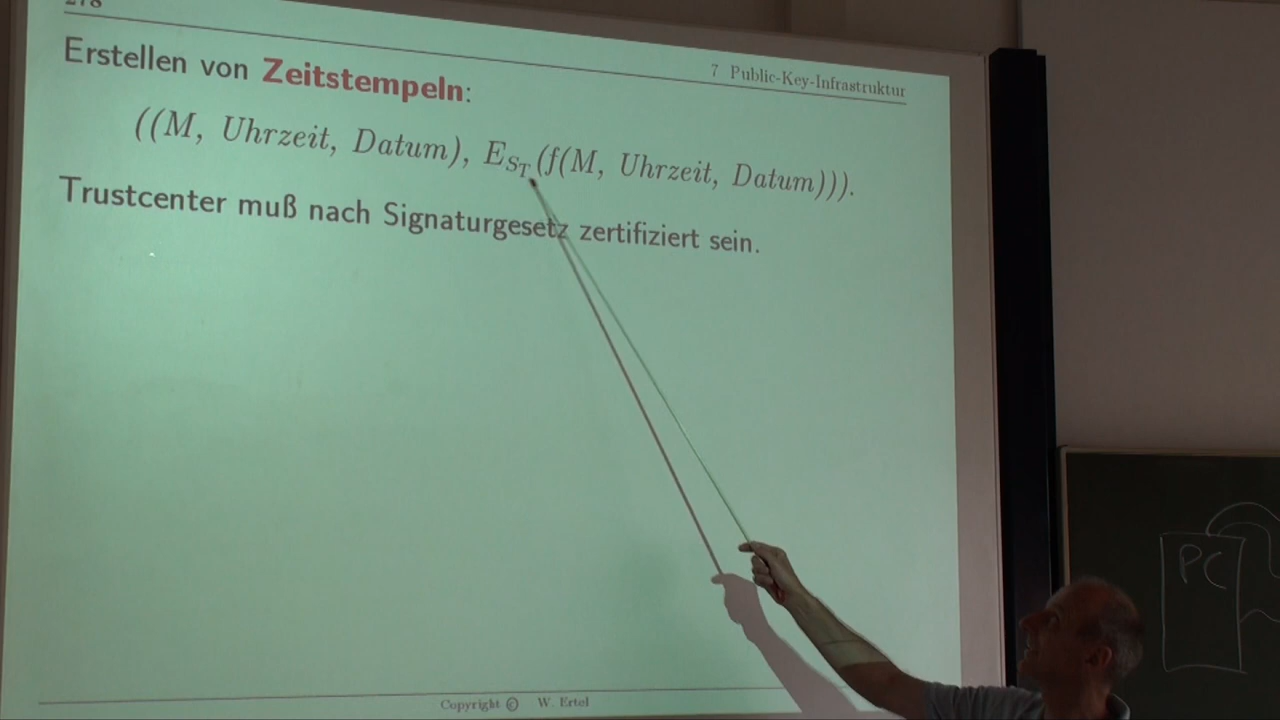 278
7 Public-Key-Infrastruktur
Erstellen von Zeitstempeln:
((M, Uhrzeit, Datum), E_{S_T}(f(M, Uhrzeit, Datum))).
Trustcenter muß nach Signaturgesetz zertifiziert sein.
PC
Copyright © W. Ertel